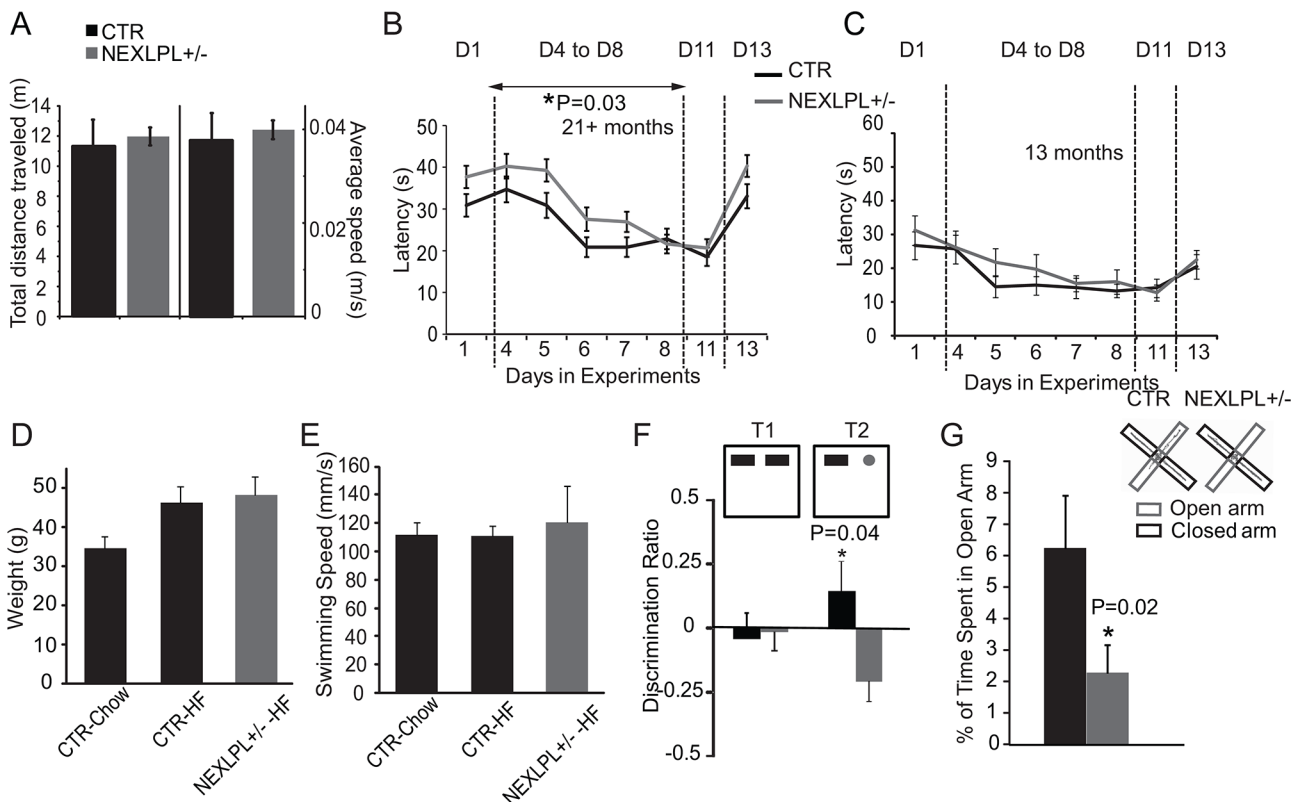 A
CTR
NEXLPL+/-
Total distance traveled (m)
14
12
10
8
6
4
2
0
0.04
0.02
0
Average speed (m/s)
B
D1 D4 to D8 D11 D13
*P=0.03
21+ months
CTR
NEXLPL+/-
Latency (s)
50
40
30
20
10
0
1 4 5 6 7 8 11 13
Days in Experiments
C
D1 D4 to D8 D11 D13
13 months
Latency (s)
60
50
40
30
20
10
0
1 4 5 6 7 8 11 13
Days in Experiments
D
Weight (g)
50
40
30
20
10
0
CTR-Chow
CTR-HF
NEXLPL+/- -HF
E
Swimming Speed (mm/s)
160
140
120
100
80
60
40
20
0
CTR-Chow
CTR-HF
NEXLPL+/- -HF
F
T1 T2
P=0.04
*
Discrimination Ratio
0.5
0.25
0
-0.25
-0.5
G
CTR NEXLPL+/-
Open arm
Closed arm
% of Time Spent in Open Arm
9
8
7
6
5
4
3
2
1
0
P=0.02
*